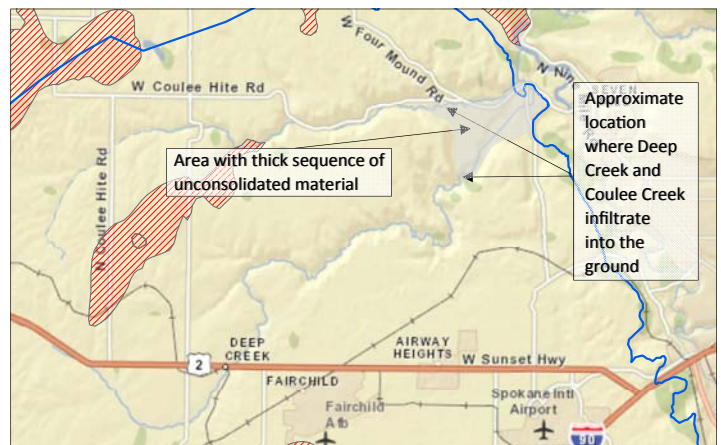 W Four Mound Rd
N Nin
SEVEN
W Coulee Hite Rd
Approximate
location
where Deep
Creek and
Coulee Creek
infiltrate
into the
ground
Area with thick sequence of
unconsolidated material
N Coulee Hite Rd
DEEP
CREEK
AIRWAY
HEIGHTS
W Sunset Hwy
2
FAIRCHILD
Fairchild
Afb
Spokane Intl
Airport
90